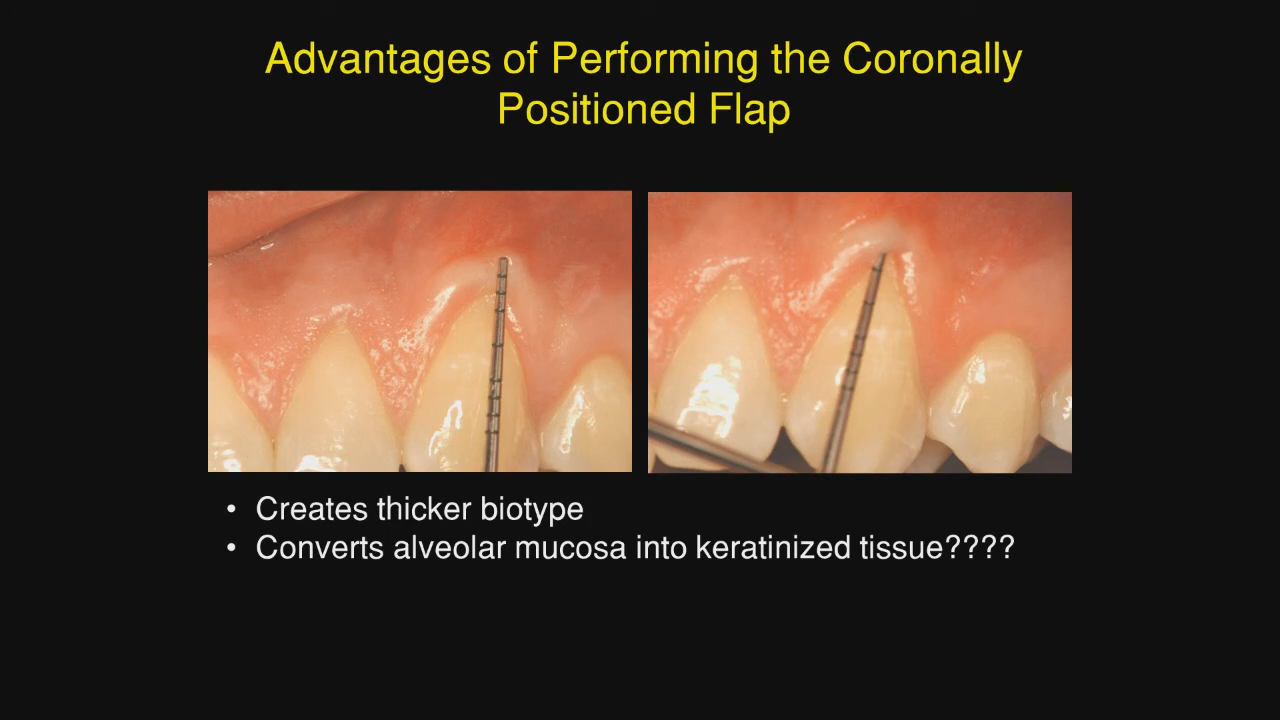 Advantages of Performing the Coronally
Positioned Flap
• Creates thicker biotype
• Converts alveolar mucosa into keratinized tissue????